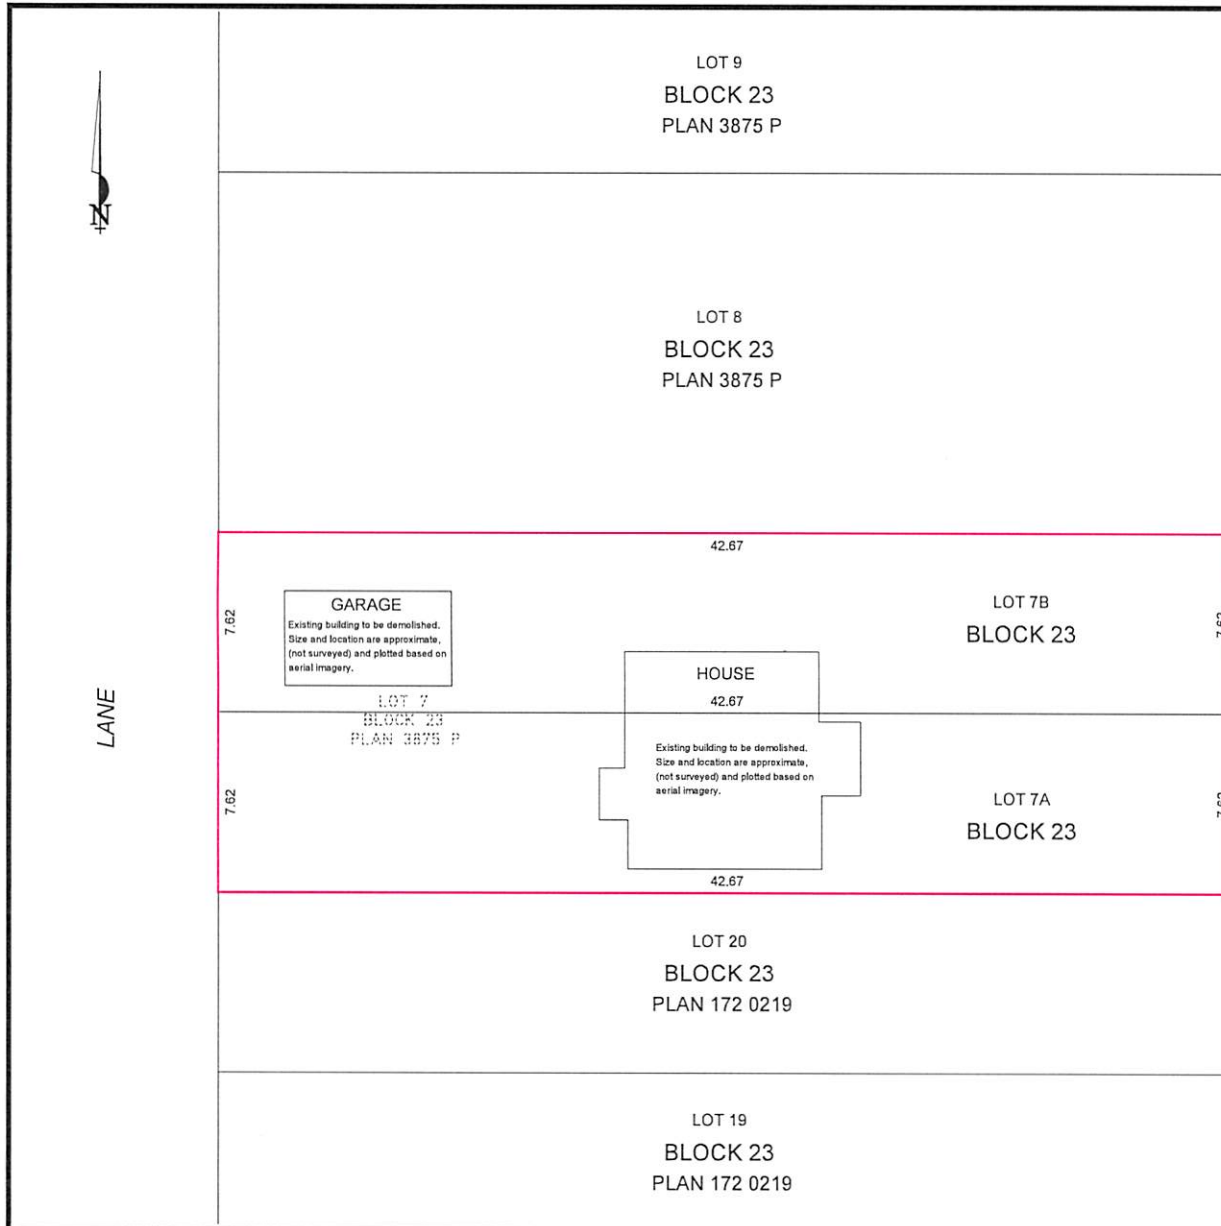 LOT 9
BLOCK 23
PLAN 3875 P
N
LOT 8
BLOCK 23
PLAN 3875 P
42.67
7.62
GARAGE
Existing building to be demolished.
Size and location are approximate,
(not surveyed) and plotted based on
aerial imagery.
LOT 7B
BLOCK 23
7.62
HOUSE
42.67
LOT 7
BLOCK 23
PLAN 3875 P
LANE
Existing building to be demolished.
Size and location are approximate,
(not surveyed) and plotted based on
aerial imagery.
7.62
LOT 7A
BLOCK 23
7.62
42.67
LOT 20
BLOCK 23
PLAN 172 0219
LOT 19
BLOCK 23
PLAN 172 0219